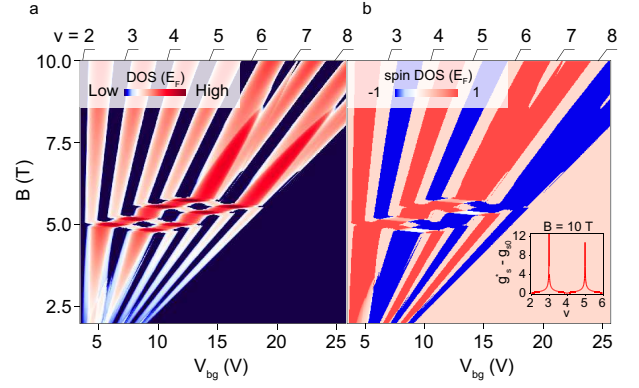 a
b
ν = 2 3 4 5 6 7 8
3 4 5 6 7 8
10.0
7.5
5.0
2.5
B (T)
DOS (E_F)
Low High
spin DOS (E_F)
-1 1
B = 10 T
12
8
4
0
g*_s - g_s0
2 3 4 5 6
ν
5 10 15 20 25
5 10 15 20 25
V_bg (V)
V_bg (V)